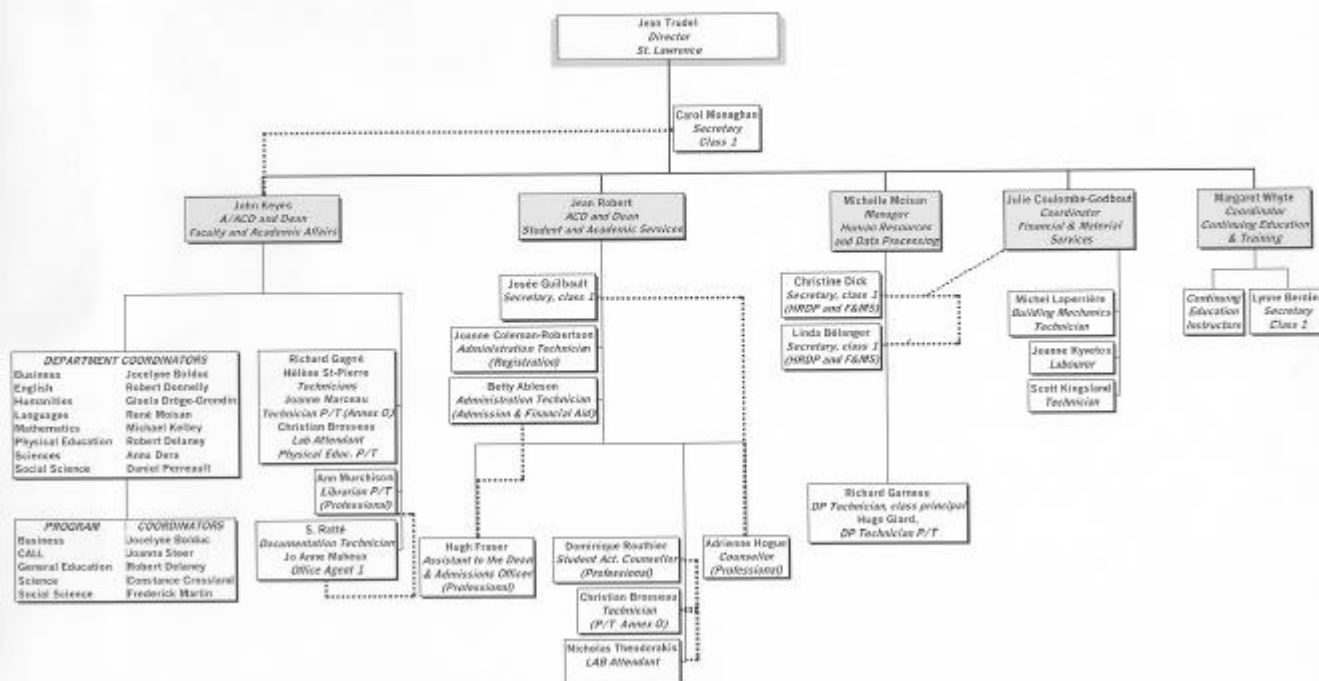 Jean Trudel
Director
St. Lawrence
Carol Monaghan
Secretary
Class 1
John Keyes
A/ACD and Dean
Faculty and Academic Affairs
Jean Robert
ACD and Dean
Student and Academic Services
Michelle Moisan
Manager
Human Resources
and Data Processing
Julie Coulombe-Godbout
Coordinator
Financial & Material
Services
Margaret Whyte
Coordinator
Continuing Education
& Training
Josée Guilbault
Secretary, class 1
Joanne Coleman-Robertson
Administration Technician
(Registration)
Betty Ableson
Administration Technician
(Admission & Financial Aid)
Christine Dick
Secretary, class 1
(HRDP and F&MS)
Linda Bélanger
Secretary, class 1
(HRDP and F&MS)
Michel Laperrière
Building Mechanics
Technician
Joanne
Labourer
Scott Kingsland
Technician
Continuing
Education
Instructors
Lynne Bernier
Secretary
Class 2
DEPARTMENT COORDINATORS
Business Jocelyne Bolduc
English Robert Donnelly
Humanities Gisela Dröge-Grondin
Languages René Moisan
Mathematics Michael Kelley
Physical Education Robert Delaney
Sciences Anna Dera
Social Science Daniel Perreault
Richard Gagné
Hélène St-Pierre
Technicians
Joanne Marceau
Technician P/T (Annex O)
Christian Brosseau
Lab Attendant
Physical Educ. P/T
Ann Murchison
Librarian P/T
(Professional)
S. Ratté
Documentation Technician
Jo Anne Maheux
Office Agent 1
PROGRAM COORDINATORS
Business Jocelyne Bolduc
CALL Joanna Steer
General Education Robert Delaney
Science Constance Crossland
Social Science Frederick Martin
Hugh Fraser
Assistant to the Dean
& Admissions Officer
(Professional)
Dominique Routhier
Student Act. Counsellor
(Professional)
Christian Brosseau
Technician
(P/T Annex O)
Nicholas Theodorakis
LAB Attendant
Adrienne Hogue
Counsellor
(Professional)
Richard Garneau
DP Technician, class principal
Hugo Giard,
DP Technician P/T